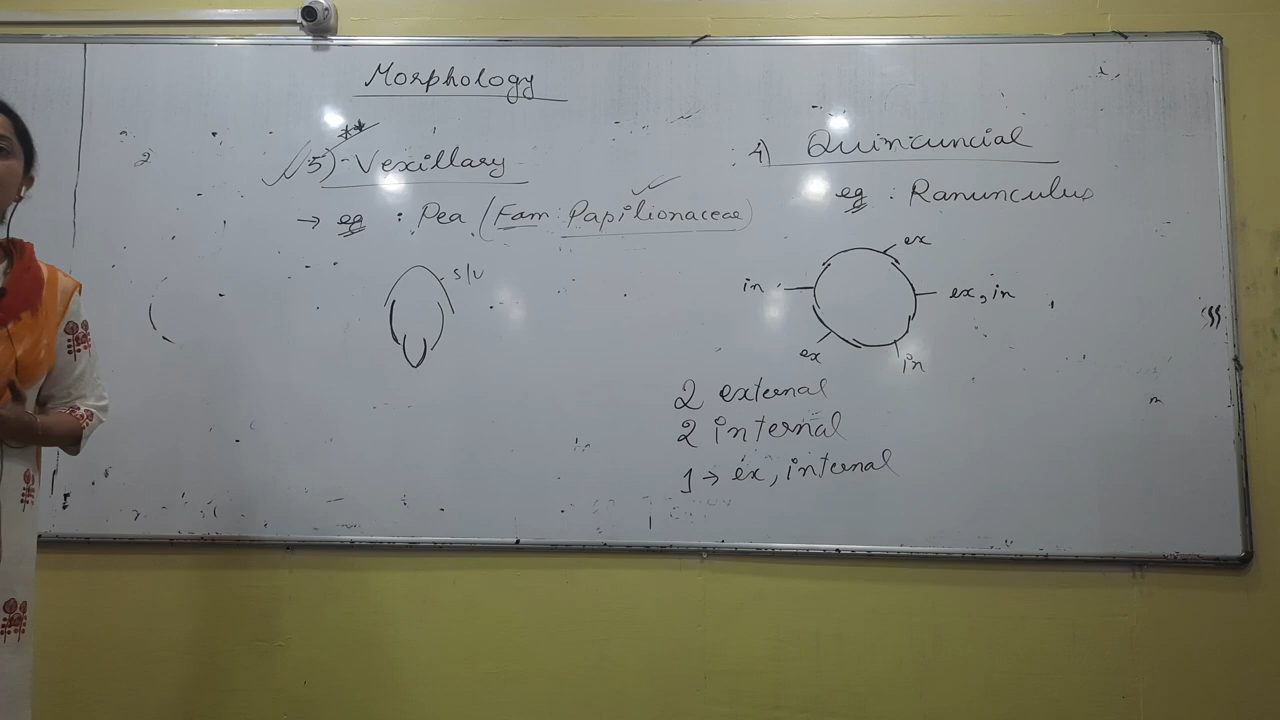 Morphology
5) Vexillary
→ eg : Pea (Fam: Papilionaceae)
S/V
4) Quincuncial
eg : Ranunculus
ex
in
ex, in
ex
in
2 external
2 internal
1 → ex, internal